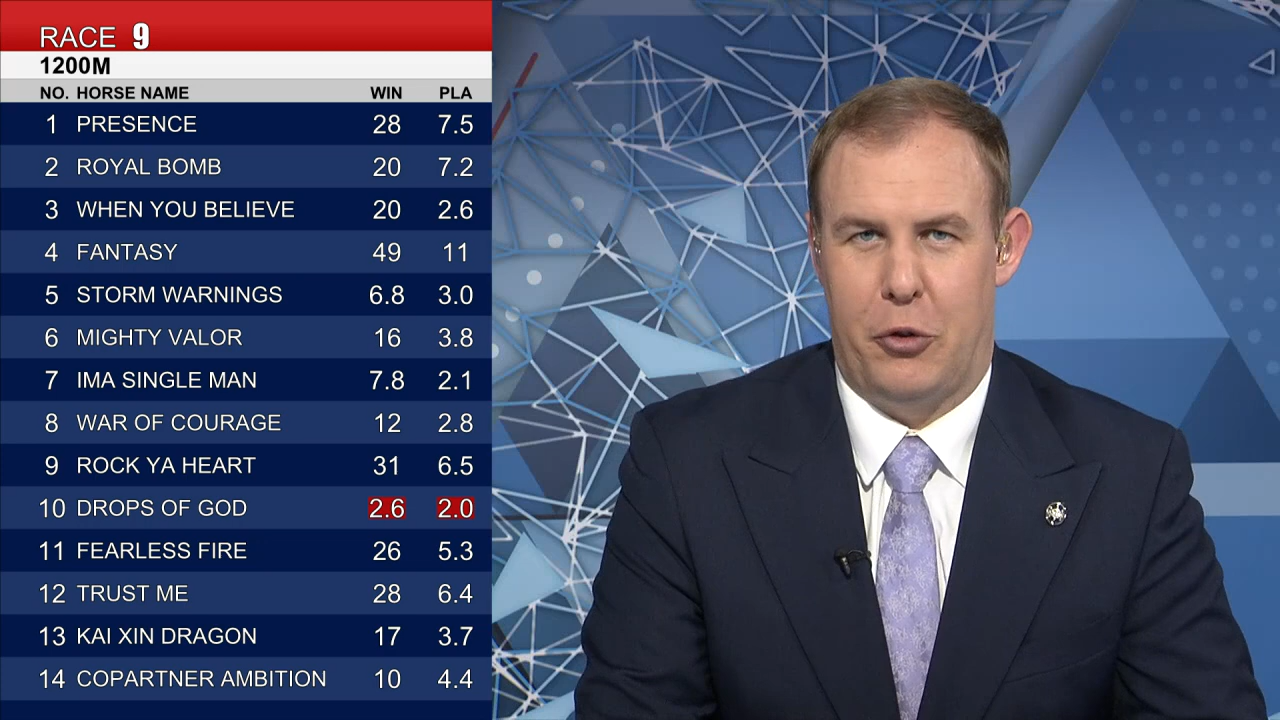 RACE 9
1200M
NO. HORSE NAME WIN PLA
1 PRESENCE 28 7.5
2 ROYAL BOMB 20 7.2
3 WHEN YOU BELIEVE 20 2.6
4 FANTASY 49 11
5 STORM WARNINGS 6.8 3.0
6 MIGHTY VALOR 16 3.8
7 IMA SINGLE MAN 7.8 2.1
8 WAR OF COURAGE 12 2.8
9 ROCK YA HEART 31 6.5
10 DROPS OF GOD 2.6 2.0
11 FEARLESS FIRE 26 5.3
12 TRUST ME 28 6.4
13 KAI XIN DRAGON 17 3.7
14 COPARTNER AMBITION 10 4.4